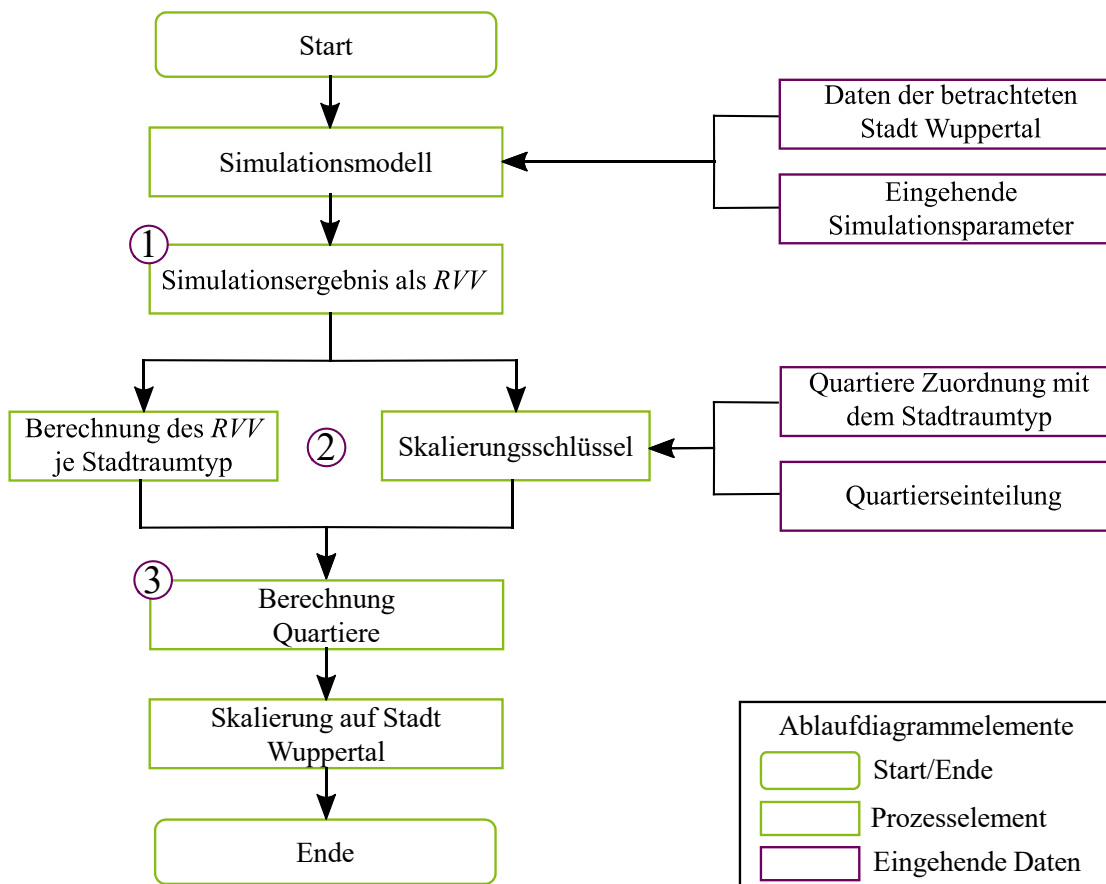 Start
Daten der betrachteten
Stadt Wuppertal
Simulationsmodell
Eingehende
Simulationsparameter
1
Simulationsergebnis als RVV
Berechnung des RVV
je Stadtraumtyp
2
Skalierungsschlüssel
Quartiere Zuordnung mit
dem Stadtraumtyp
Quartierseinteilung
3
Berechnung
Quartiere
Skalierung auf Stadt
Wuppertal
Ende
Ablaufdiagrammelemente
Start/Ende
Prozesselement
Eingehende Daten